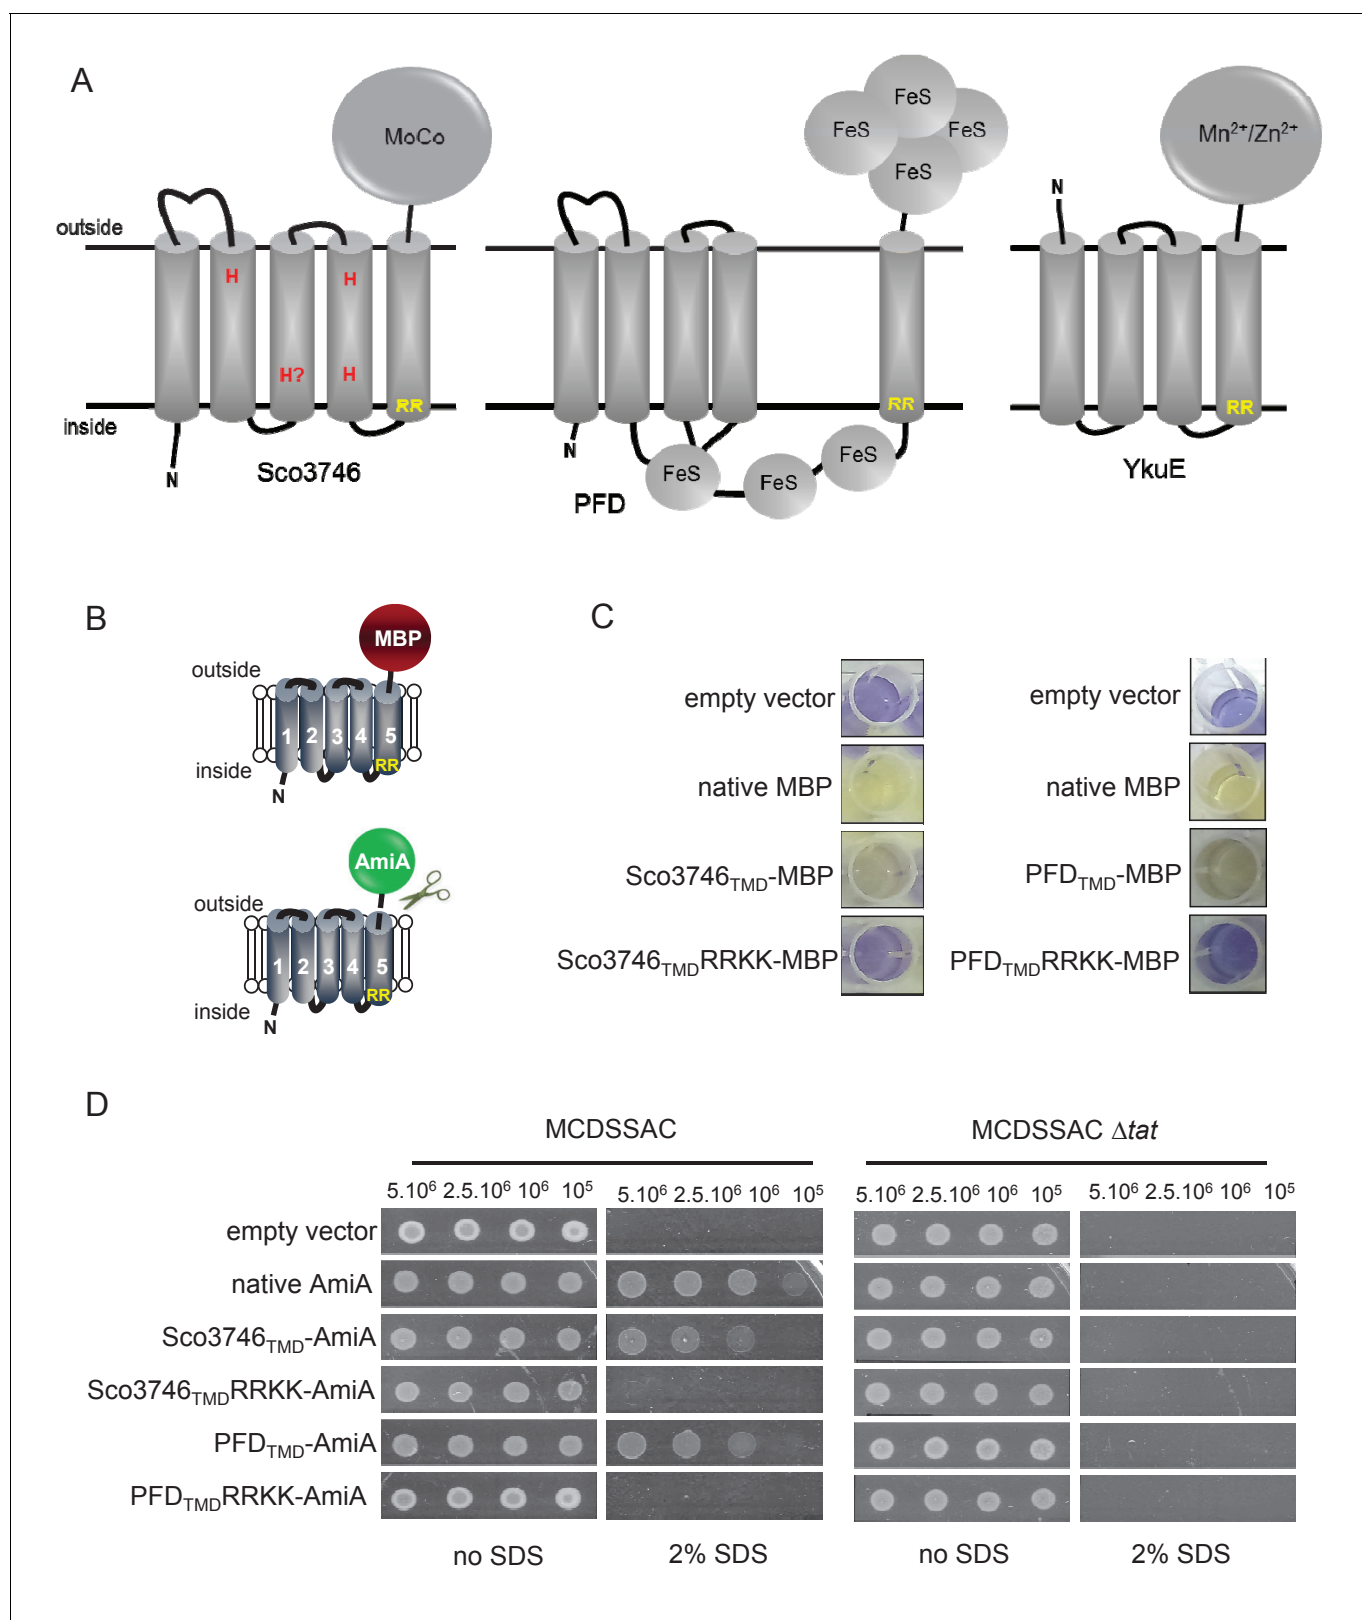 A
MoCo
FeS
FeS
FeS
FeS
Mn²⁺/Zn²⁺
N
outside
H
H
H?
H
RR
RR
RR
inside
N
Sco3746
N
FeS
FeS
FeS
PFD
YkuE
B
MBP
outside
1 2 3 4 5
RR
inside
N
AmiA
outside
1 2 3 4 5
RR
inside
N
C
empty vector
native MBP
Sco3746TMD-MBP
Sco3746TMDRRKK-MBP
empty vector
native MBP
PFDTMD-MBP
PFDTMDRRKK-MBP
D
MCDSSAC
MCDSSAC Δtat
5.10⁶ 2.5.10⁶ 10⁶ 10⁵
5.10⁶ 2.5.10⁶ 10⁶ 10⁵
5.10⁶ 2.5.10⁶ 10⁶ 10⁵
5.10⁶ 2.5.10⁶ 10⁶ 10⁵
empty vector
native AmiA
Sco3746TMD-AmiA
Sco3746TMDRRKK-AmiA
PFDTMD-AmiA
PFDTMDRRKK-AmiA
no SDS
2% SDS
no SDS
2% SDS